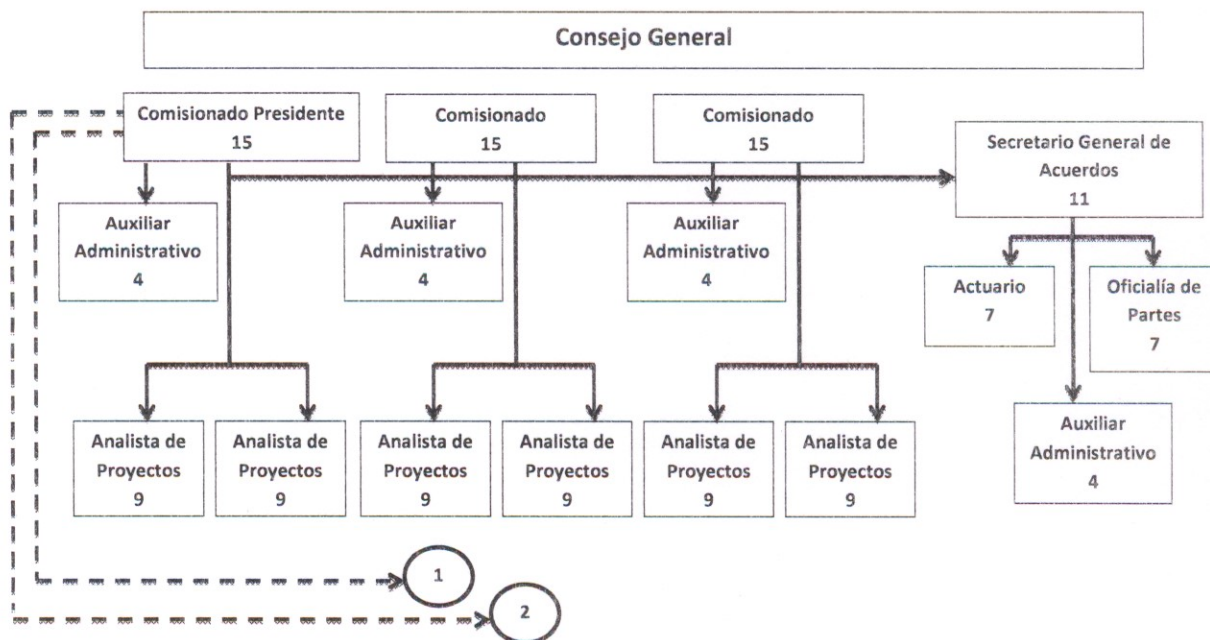 Consejo General
Comisionado Presidente
15
Comisionado
15
Comisionado
15
Secretario General de
Acuerdos
11
Auxiliar
Administrativo
4
Auxiliar
Administrativo
4
Auxiliar
Administrativo
4
Actuario
7
Oficialía de
Partes
7
Analista de
Proyectos
9
Analista de
Proyectos
9
Analista de
Proyectos
9
Analista de
Proyectos
9
Analista de
Proyectos
9
Analista de
Proyectos
9
Auxiliar
Administrativo
4
1
2